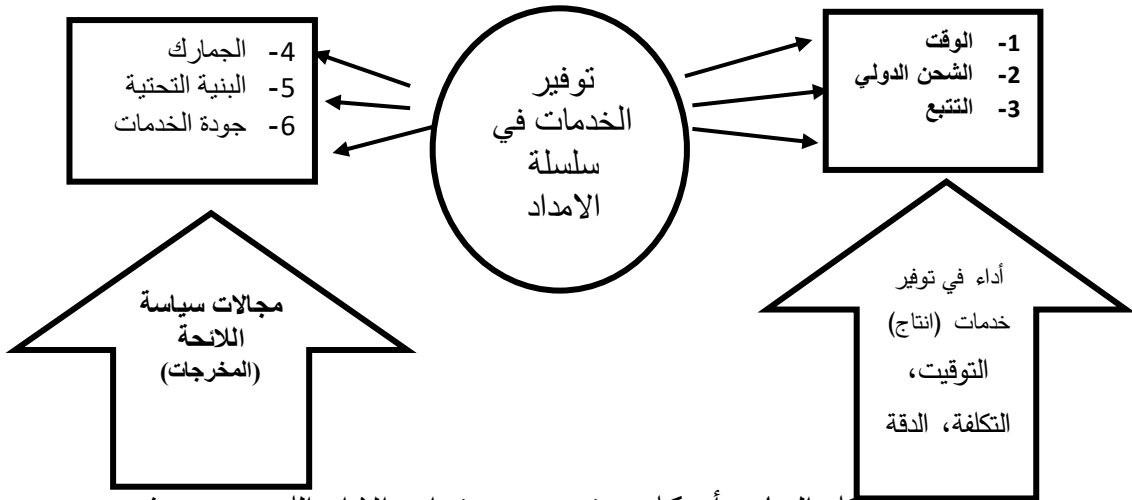 1- الوقت
2- الشحن الدولي
3- التتبع
توفير
الخدمات في
سلسلة
الامداد
4- الجمارك
5- البنية التحتية
6- جودة الخدمات
أداء في توفير
خدمات (انتاج)
التوقيت،
التكلفة، الدقة
مجالات سياسة
اللائحة
(المخرجات)